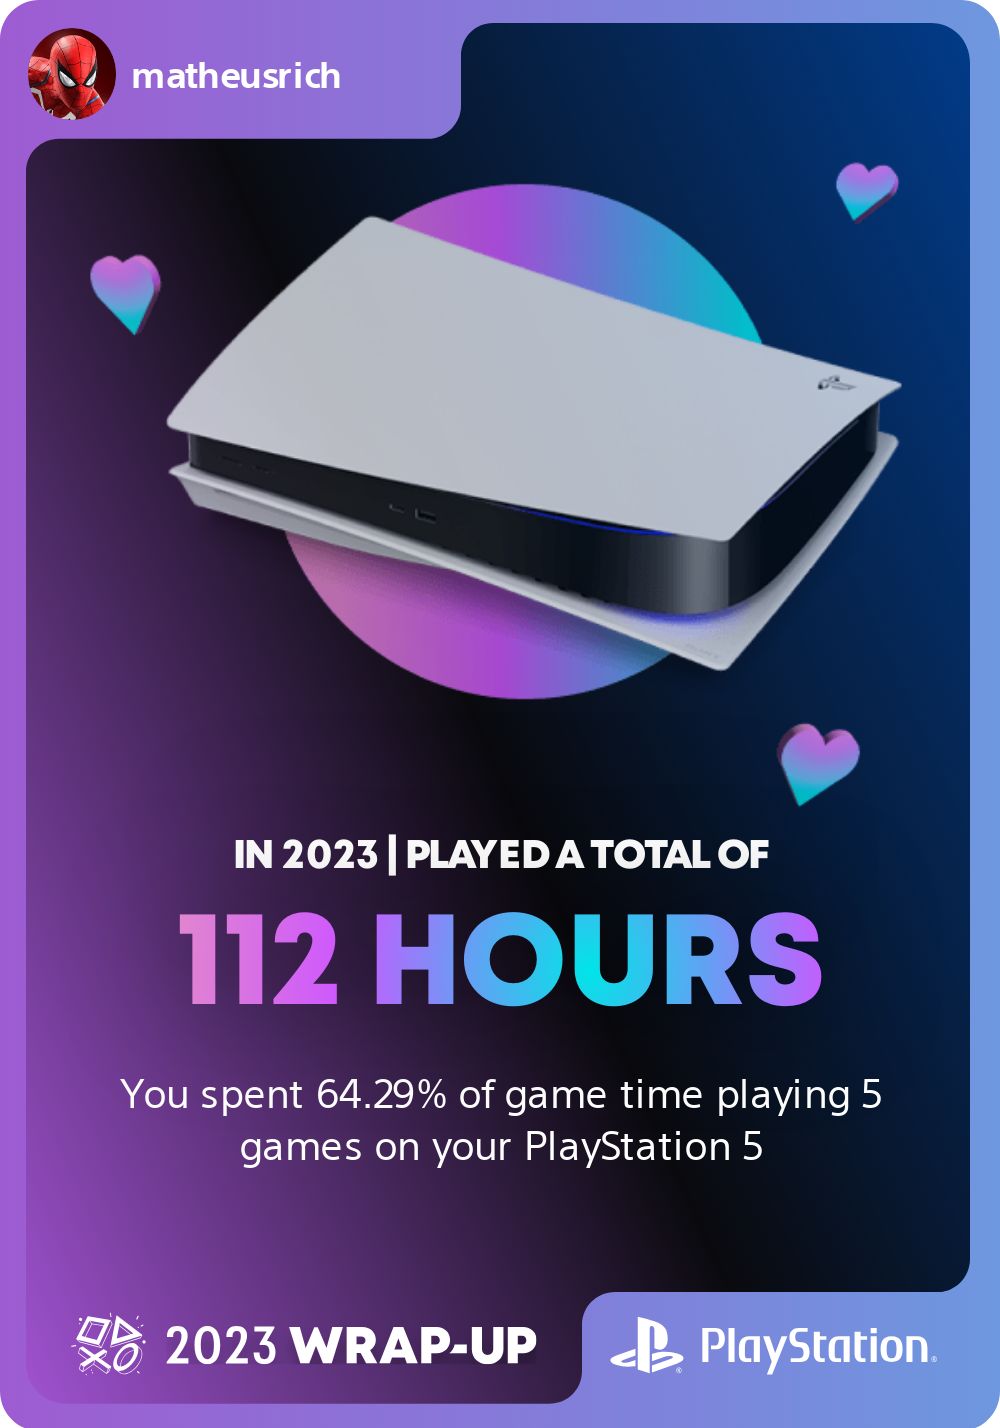 matheusrich
IN 2023 I PLAYED A TOTAL OF
112 HOURS
You spent 64.29% of game time playing 5
games on your PlayStation 5
2023 WRAP-UP
PlayStation®